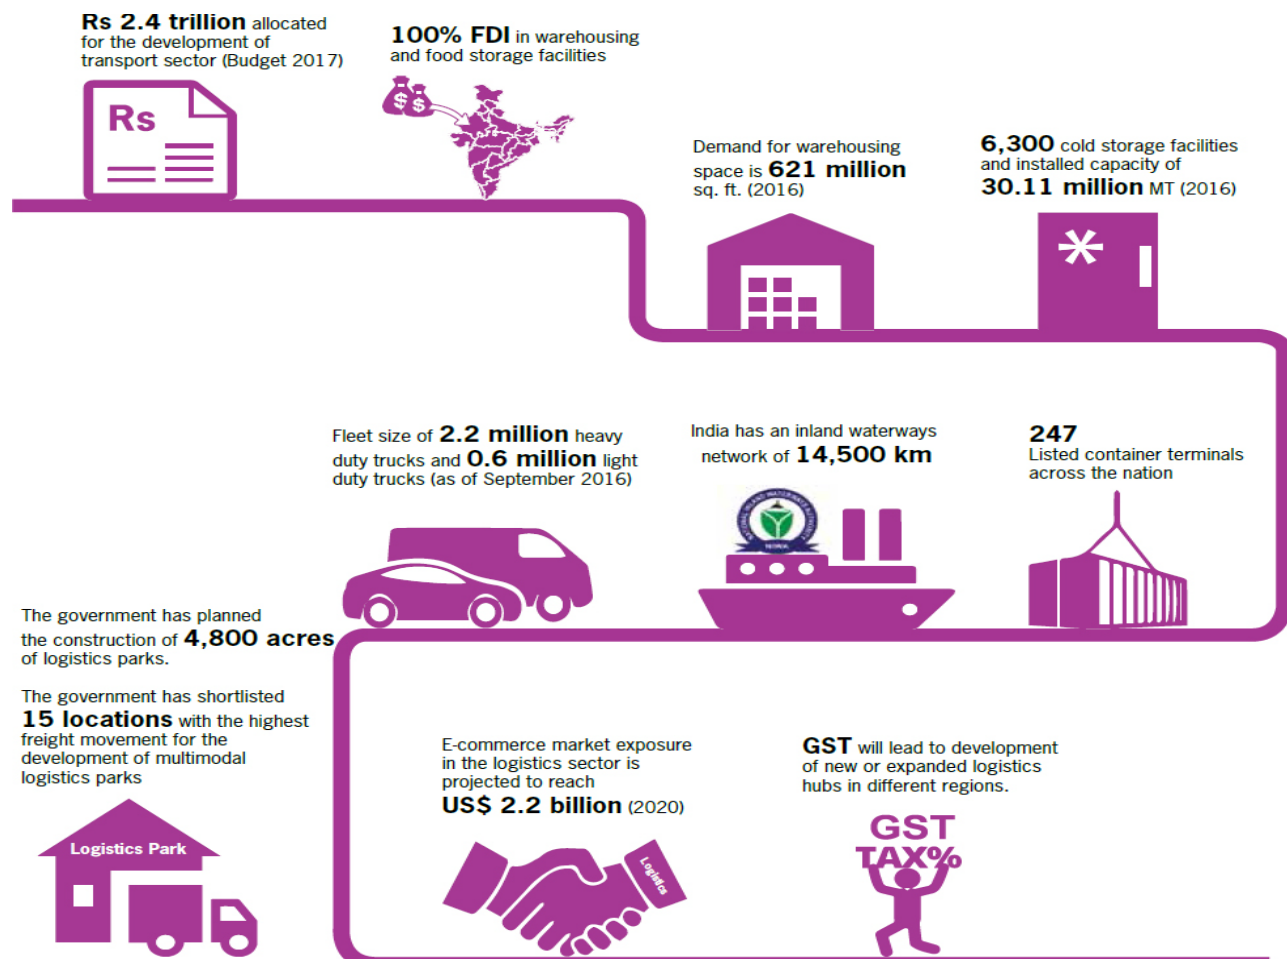 Rs 2.4 trillion allocated
for the development of
transport sector (Budget 2017)
Rs
100% FDI in warehousing
and food storage facilities
$ $
Demand for warehousing
space is 621 million
sq. ft. (2016)
6,300 cold storage facilities
and installed capacity of
30.11 million MT (2016)
*
Fleet size of 2.2 million heavy
duty trucks and 0.6 million light
duty trucks (as of September 2016)
India has an inland waterways
network of 14,500 km
247
Listed container terminals
across the nation
The government has planned
the construction of 4,800 acres
of logistics parks.
The government has shortlisted
15 locations with the highest
freight movement for the
development of multimodal
logistics parks
Logistics Park
E-commerce market exposure
in the logistics sector is
projected to reach
US$ 2.2 billion (2020)
Logistics
GST will lead to development
of new or expanded logistics
hubs in different regions.
GST
TAX%